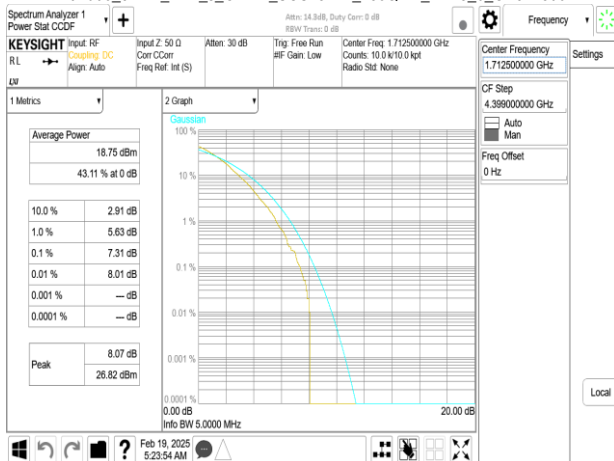 Spectrum Analyzer 1
Power Stat CCDF
+
Attn: 14.3dB, Duty Corr: 0 dB
RBW Trans: 0 dB
Frequency
KEYSIGHT
RL
LXI
Input: RF
Coupling: DC
Align: Auto
Input Z: 50 Ω
Corr CCorr
Freq Ref: Int (S)
Atten: 30 dB
Trig: Free Run
#IF Gain: Low
Center Freq: 1.712500000 GHz
Counts: 10.0 k/10.0 kpt
Radio Std: None
Center Frequency
1.712500000 GHz
Settings
CF Step
4.399000000 GHz
Auto
Man
Freq Offset
0 Hz
Local
1 Metrics
Average Power
18.75 dBm
43.11 % at 0 dB
10.0 % 2.91 dB
1.0 % 5.63 dB
0.1 % 7.31 dB
0.01 % 8.01 dB
0.001 % --- dB
0.0001 % --- dB
Peak
8.07 dB
26.82 dBm
2 Graph
Gaussian
100 %
10 %
1 %
0.1 %
0.01 %
0.001 %
0.0001 %
0.00 dB
20.00 dB
Info BW 5.0000 MHz
?
Feb 19, 2025
5:23:54 AM